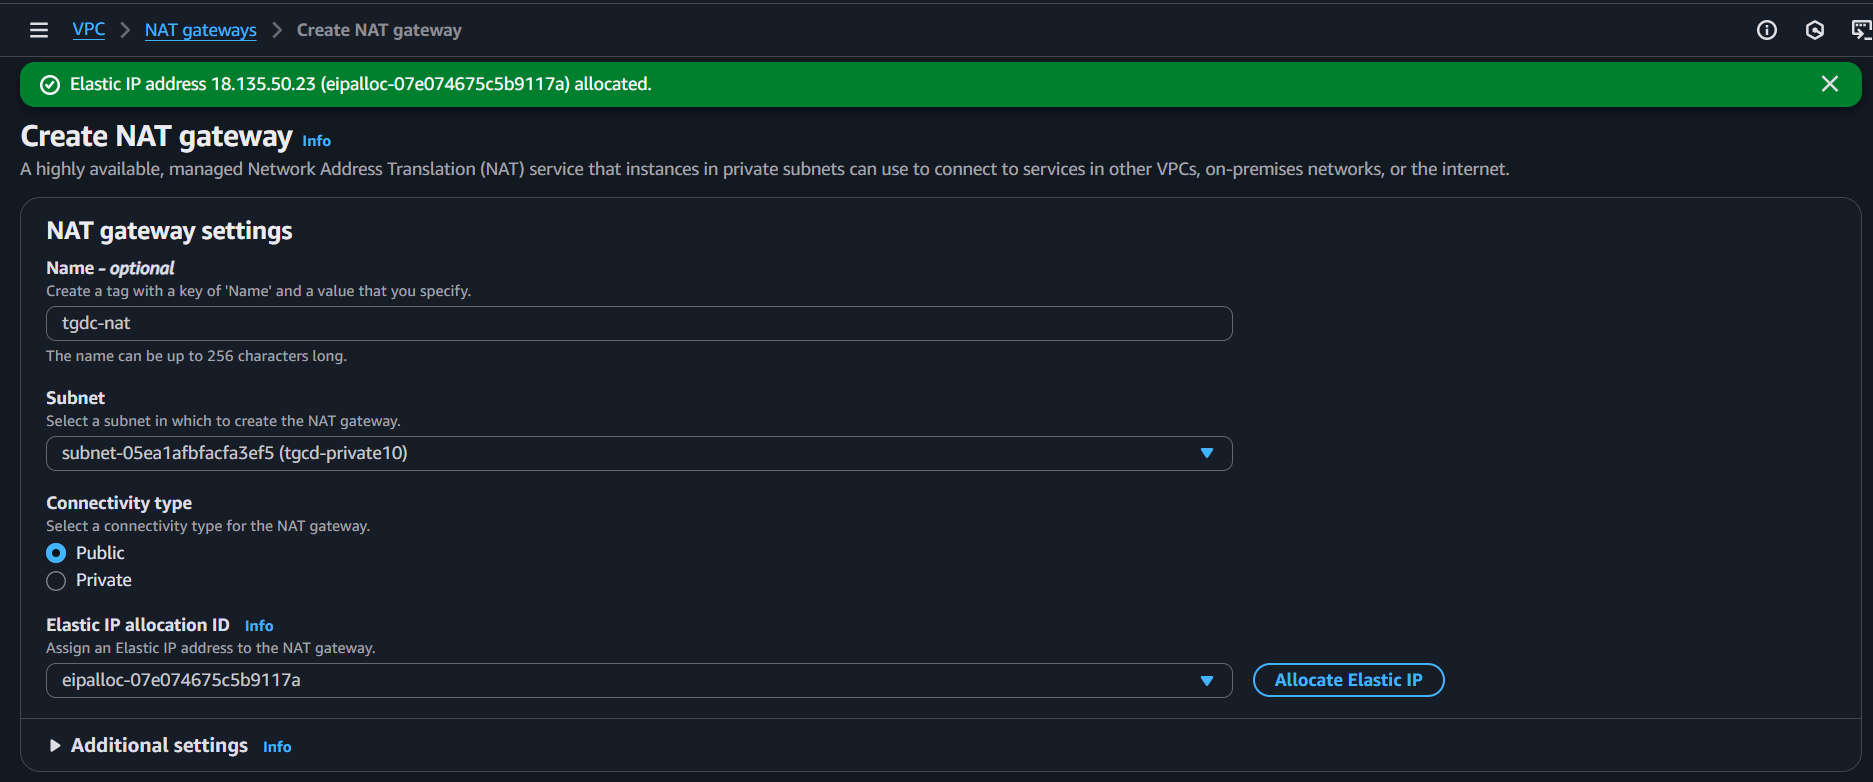 VPC > NAT gateways > Create NAT gateway
Elastic IP address 18.135.50.23 (eipalloc-07e074675c5b9117a) allocated.
Create NAT gateway Info
A highly available, managed Network Address Translation (NAT) service that instances in private subnets can use to connect to services in other VPCs, on-premises networks, or the internet.
NAT gateway settings
Name - optional
Create a tag with a key of 'Name' and a value that you specify.
tgdc-nat
The name can be up to 256 characters long.
Subnet
Select a subnet in which to create the NAT gateway.
subnet-05ea1afbfacfa3ef5 (tgcd-private10)
Connectivity type
Select a connectivity type for the NAT gateway.
Public
Private
Elastic IP allocation ID Info
Assign an Elastic IP address to the NAT gateway.
eipalloc-07e074675c5b9117a Allocate Elastic IP
Additional settings Info